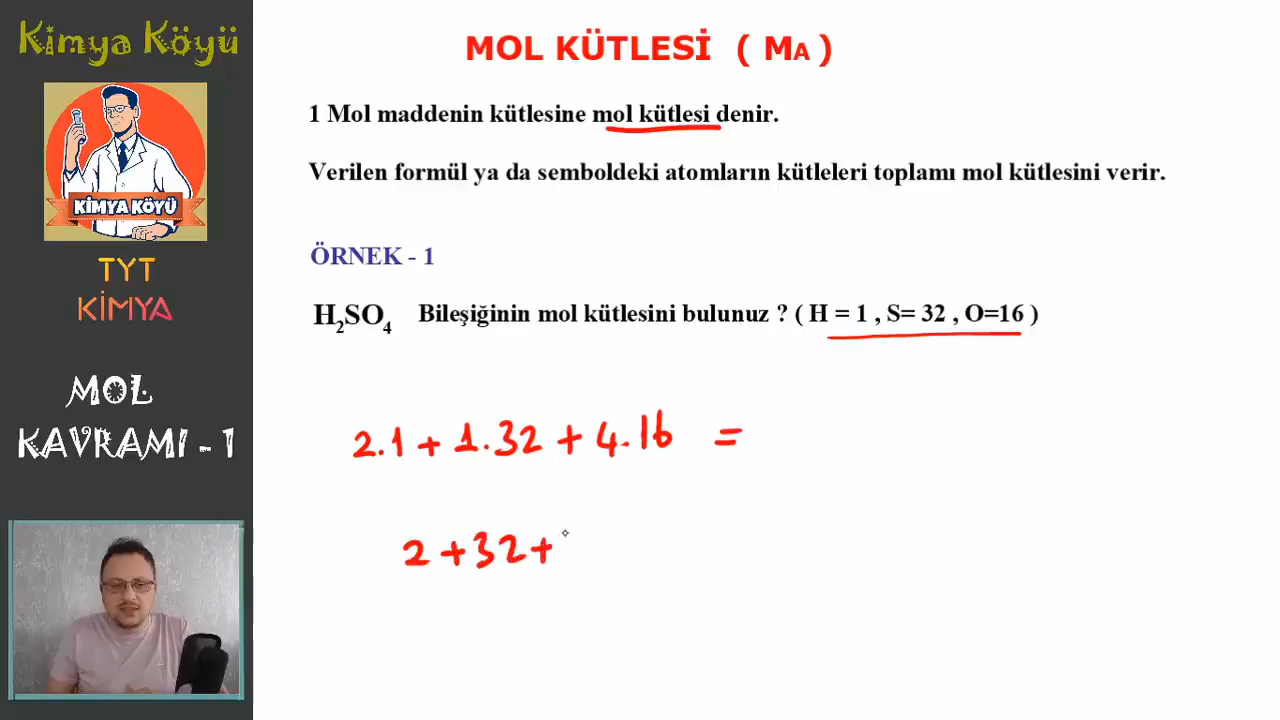 Kimya Köyü
KİMYA KÖYÜ
TYT
KİMYA
MOL
KAVRAMI - 1
MOL KÜTLESİ ( MA )
1 Mol maddenin kütlesine mol kütlesi denir.
Verilen formül ya da semboldeki atomların kütleleri toplamı mol kütlesini verir.
ÖRNEK - 1
H2SO4 Bileşiğinin mol kütlesini bulunuz ? ( H = 1 , S= 32 , O=16 )
2.1 + 1.32 + 4.16 =
2 + 32 +